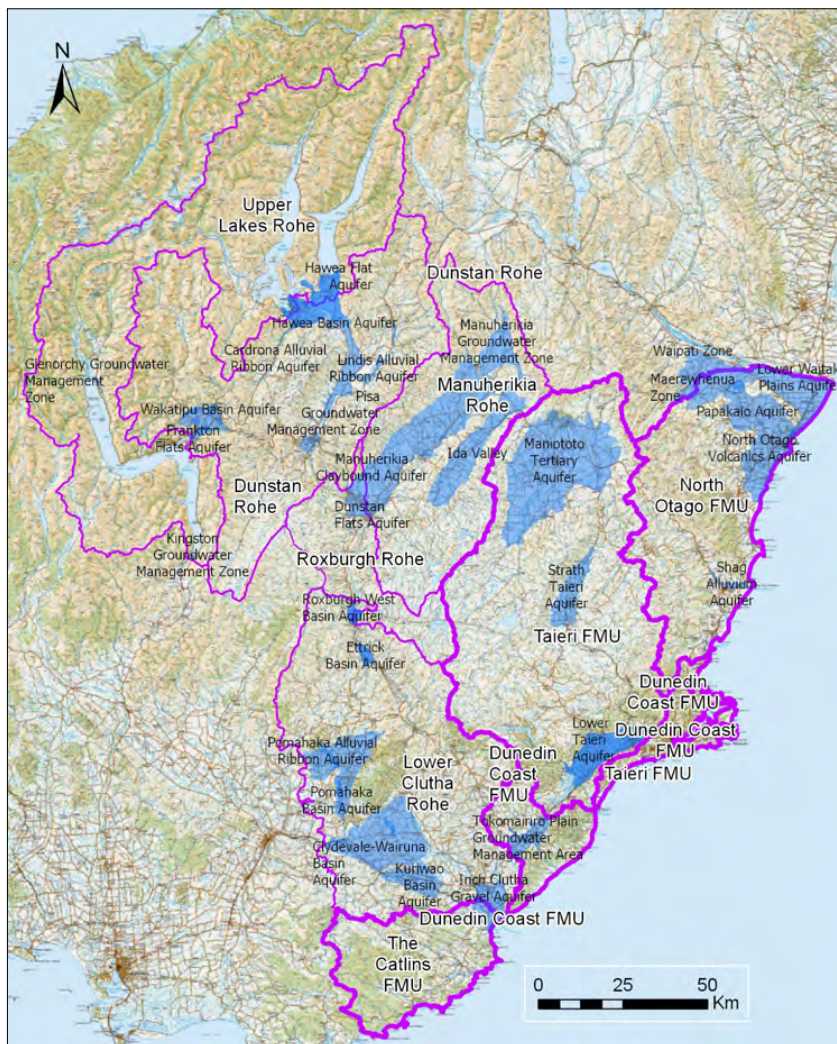 N
Upper
Lakes Rohe
Hawea Flat
Aquifer
Dunstan Rohe
Hawea Basin Aquifer
Manuherikia
Groundwater
Management Zone
Cardrona Alluvial
Ribbon Aquifer
Lindis Alluvial
Ribbon Aquifer
Glenorchy Groundwater
Management
Zone
Waipati Zone
Maerewhenua
Zone
Lower Waitak
Plains Aquife
Pisa
Groundwater
Management Zone
Manuherikia
Rohe
Papakaio Aquifer
Wakatipu Basin Aquifer
Frankton
Flats Aquifer
Maniototo
Tertiary
Aquifer
Ida Valley
North Otago
Volcanics Aquifer
Manuherikia
Claybound Aquifer
North
Otago FMU
Dunstan
Rohe
Dunstan
Flats Aquifer
Kingston
Groundwater
Management Zone
Roxburgh Rohe
Strath
Taieri
Aquifer
Shag
Alluvium
Aquifer
Roxburgh West
Basin Aquifer
Taieri FMU
Ettrick
Basin Aquifer
Dunedin
Coast FMU
Dunedin Coast
FMU
Lower
Taieri
Aquifer
Pomahaka Alluvial
Ribbon Aquifer
Lower
Clutha
Rohe
Dunedin
Coast
FMU
Taieri FMU
Pomahaka
Basin Aquifer
Tokomairiro Plain
Groundwater
Management Area
Clydevale-Wairuna
Basin
Aquifer
Kuriwao
Basin
Aquifer
Inch Clutha
Gravel Aquifer
Dunedin Coast FMU
The
Catlins
FMU
0 25 50
Km